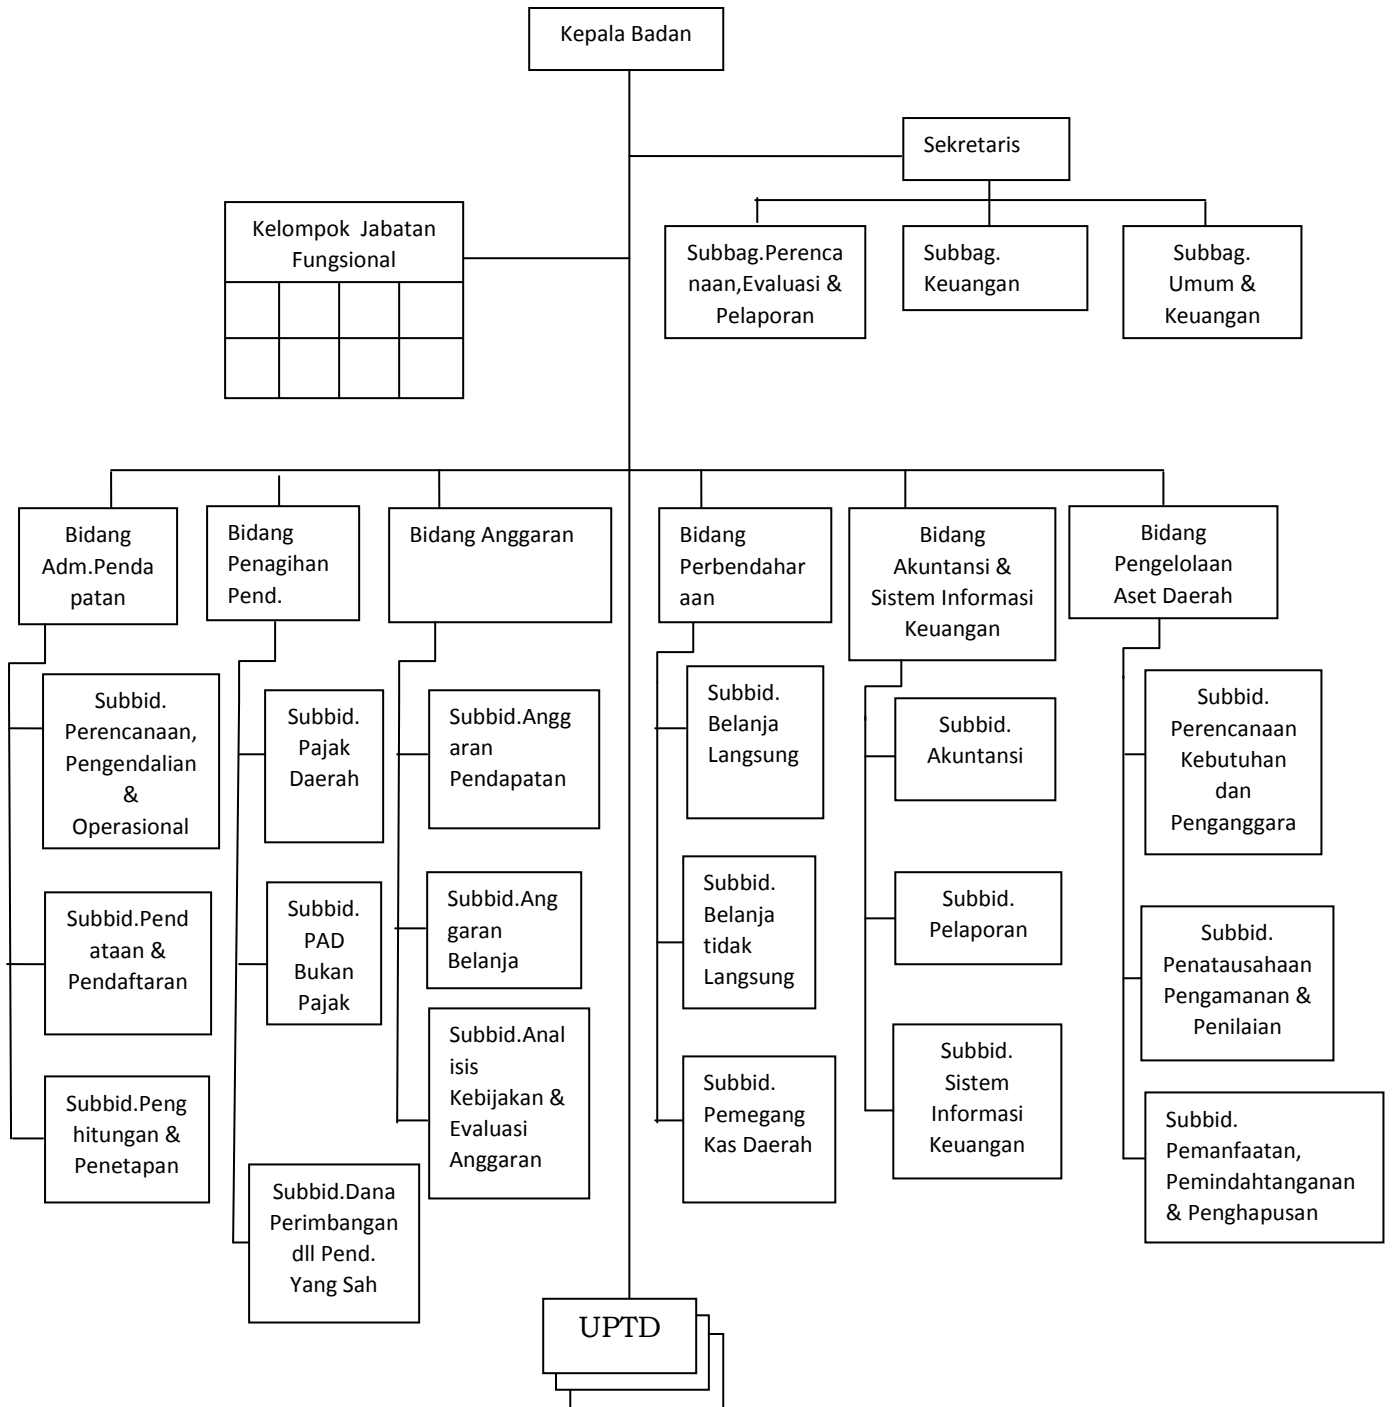 Kepala Badan
Sekretaris
Kelompok Jabatan
Fungsional
Subbag.Perenca
naan,Evaluasi &
Pelaporan
Subbag.
Keuangan
Subbag.
Umum &
Keuangan
Bidang
Adm.Penda
patan
Bidang
Penagihan
Pend.
Bidang Anggaran
Bidang
Perbendahar
aan
Bidang
Akuntansi &
Sistem Informasi
Keuangan
Bidang
Pengelolaan
Aset Daerah
Subbid.
Perencanaan,
Pengendalian
&
Operasional
Subbid.Pend
ataan &
Pendaftaran
Subbid.Peng
hitungan &
Penetapan
Subbid.
Pajak
Daerah
Subbid.
PAD
Bukan
Pajak
Subbid.Dana
Perimbangan
dll Pend.
Yang Sah
Subbid.Angg
aran
Pendapatan
Subbid.Ang
garan
Belanja
Subbid.Anal
isis
Kebijakan &
Evaluasi
Anggaran
Subbid.
Belanja
Langsung
Subbid.
Belanja
tidak
Langsung
Subbid.
Pemegang
Kas Daerah
Subbid.
Akuntansi
Subbid.
Pelaporan
Subbid.
Sistem
Informasi
Keuangan
Subbid.
Perencanaan
Kebutuhan
dan
Penganggara
Subbid.
Penatausahaan
Pengamanan &
Penilaian
Subbid.
Pemanfaatan,
Pemindahtanganan
& Penghapusan
UPTD